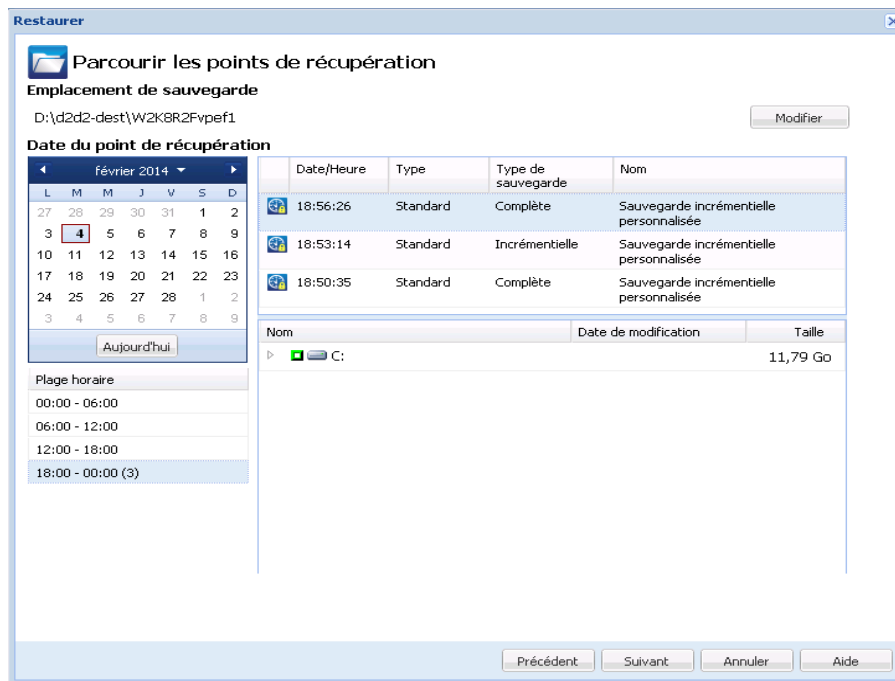 Restaurer
Parcourir les points de récupération
Emplacement de sauvegarde
D:\d2d2-dest\W2K8R2Fvpef1
Modifier
Date du point de récupération
février 2014
L M M J V S D
27 28 29 30 31 1 2
3 4 5 6 7 8 9
10 11 12 13 14 15 16
17 18 19 20 21 22 23
24 25 26 27 28 1 2
3 4 5 6 7 8 9
Aujourd'hui
Plage horaire
00:00 - 06:00
06:00 - 12:00
12:00 - 18:00
18:00 - 00:00 (3)
Date/Heure Type Type de sauvegarde Nom
18:56:26 Standard Complète Sauvegarde incrémentielle personnalisée
18:53:14 Standard Incrémentielle Sauvegarde incrémentielle personnalisée
18:50:35 Standard Complète Sauvegarde incrémentielle personnalisée
Nom Date de modification Taille
C: 11,79 Go
Précédent Suivant Annuler Aide